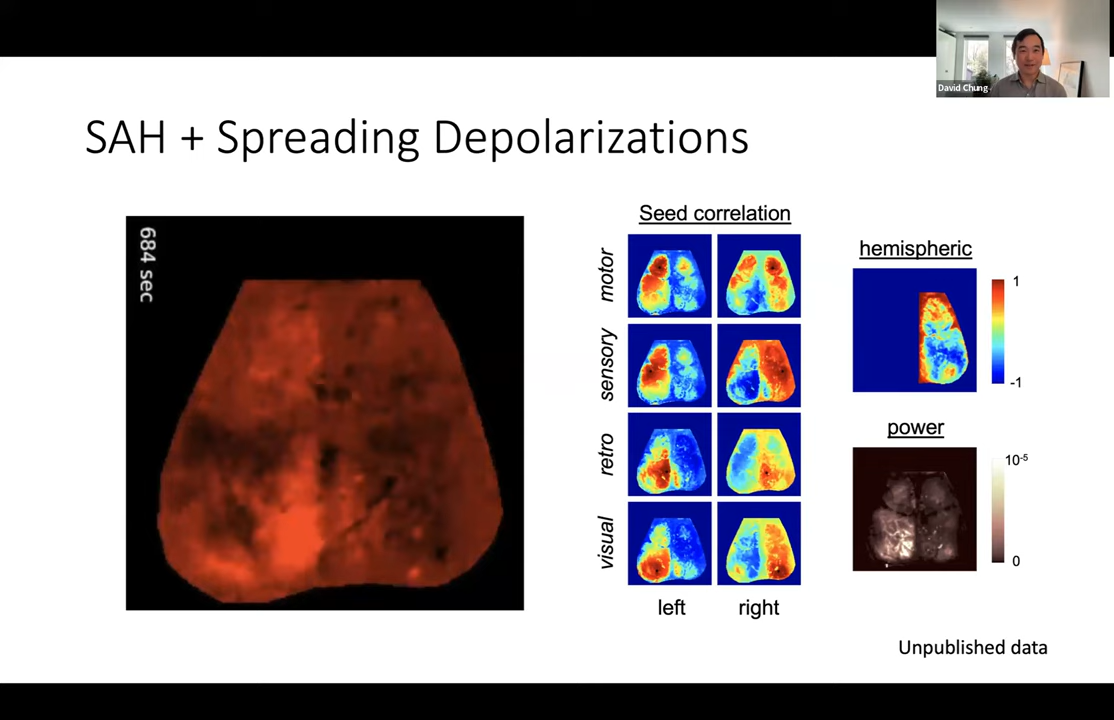 David Chung
SAH + Spreading Depolarizations
684 sec
Seed correlation
motor
sensory
retro
visual
left
right
hemispheric
1
-1
power
10-5
0
Unpublished data